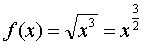 f(x) = √x³ = x^(3/2)